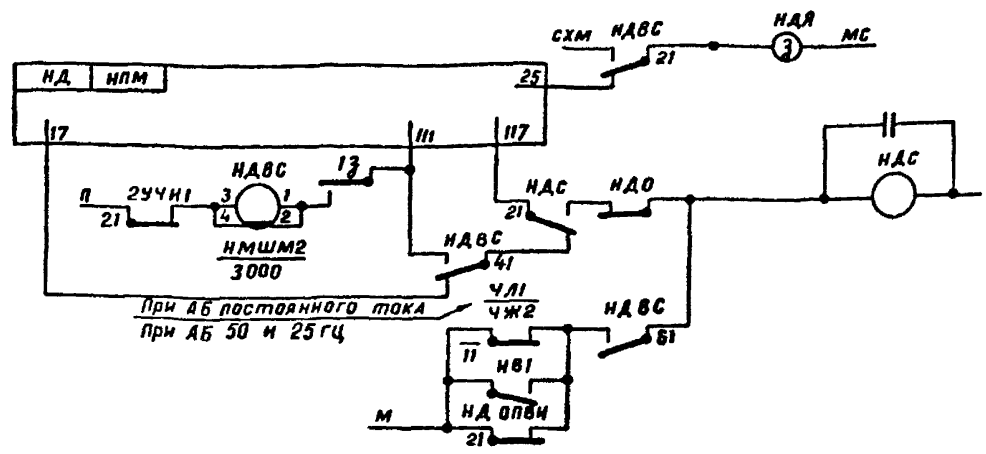 НДЯ
СХМ НДВС
З МС
21
НД НПМ 25
17 111 117
13
НДВС НДС НДО НДС
П 2УЧН1 3 1
21 4 2 21
НМШМ2 НДВС
3000 41
При АБ постоянного тока ЧЛ1
При АБ 50 и 25 гц ЧЖ2
НДВС
11 61
НВ1
НД ОПВИ
М
21